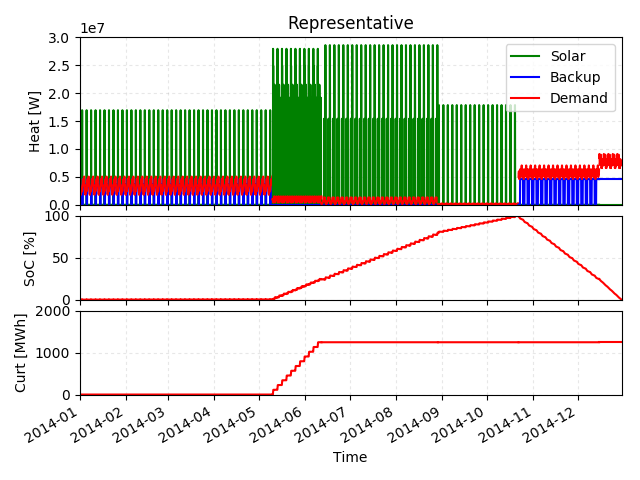 Representative
1e7
3.0
2.5
2.0
1.5
1.0
0.5
0.0
Heat [W]
Solar
Backup
Demand
100
50
0
SoC [%]
2000
1000
0
Curt [MWh]
2014-01
2014-02
2014-03
2014-04
2014-05
2014-06
2014-07
2014-08
2014-09
2014-10
2014-11
2014-12
Time